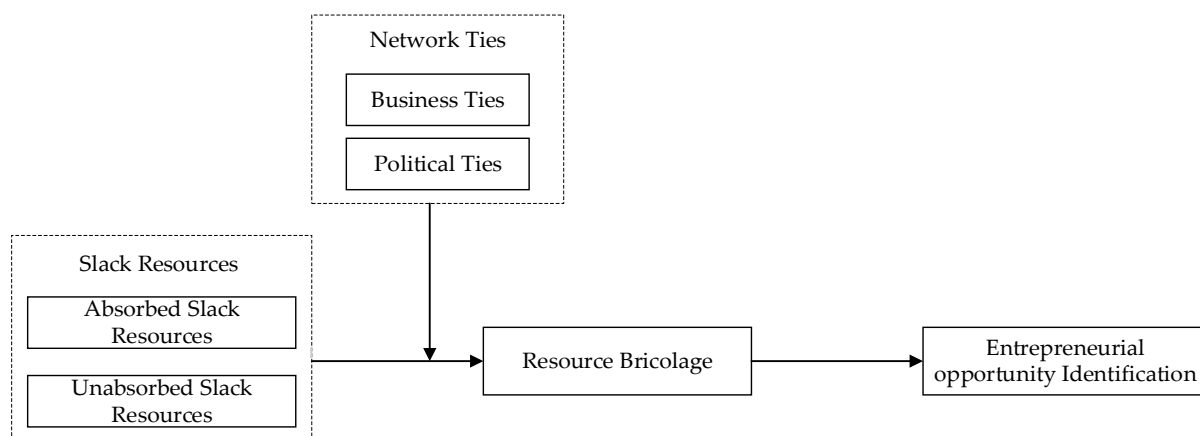 Network Ties
Business Ties
Political Ties
Slack Resources
Absorbed Slack
Resources
Unabsorbed Slack
Resources
Resource Bricolage
Entrepreneurial
opportunity Identification